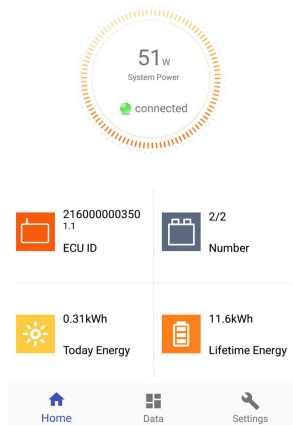 51W
System Power
connected
216000000350
1.1
ECU ID
2/2
Number
0.31kWh
Today Energy
11.6kWh
Lifetime Energy
Home
Data
Settings